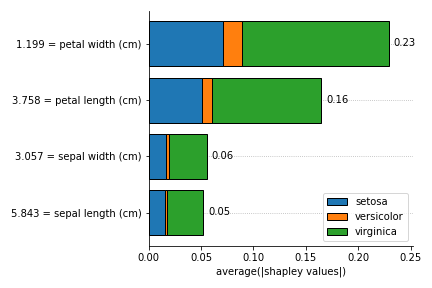 1.199 = petal width (cm)
0.23
3.758 = petal length (cm)
0.16
3.057 = sepal width (cm)
0.06
5.843 = sepal length (cm)
0.05
setosa
versicolor
virginica
0.00 0.05 0.10 0.15 0.20 0.25
average(|shapley values|)